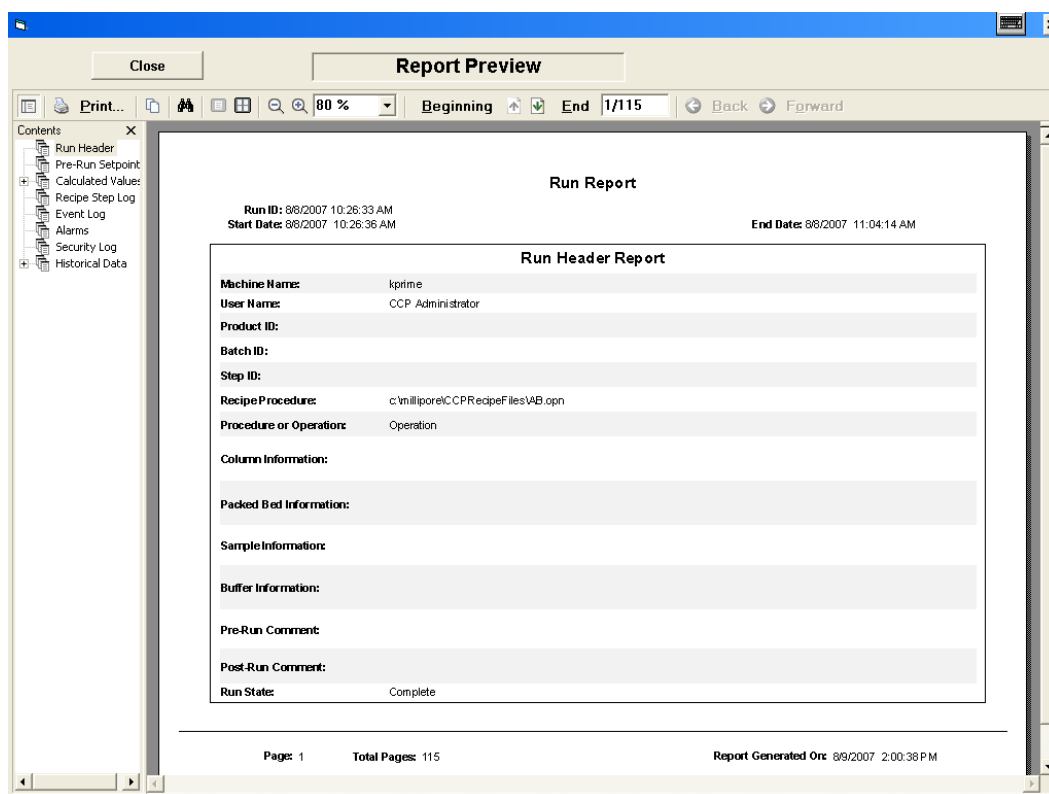 Close
Report Preview
Print... 80 % Beginning End 1/115 Back Forward
Contents
Run Header
Pre-Run Setpoint
Calculated Values
Recipe Step Log
Event Log
Alarms
Security Log
Historical Data
Run Report
Run ID: 8/8/2007 10:26:33 AM
Start Date: 8/8/2007 10:26:36 AM End Date: 8/8/2007 11:04:14 AM
Run Header Report
Machine Name: kprime
User Name: CCP Administrator
Product ID:
Batch ID:
Step ID:
Recipe Procedure: c:\millipore\CCPRecipeFiles\AB.opn
Procedure or Operation: Operation
Column Information:
Packed Bed Information:
Sample Information:
Buffer Information:
Pre-Run Comment:
Post-Run Comment:
Run State: Complete
Page: 1 Total Pages: 115 Report Generated On: 8/9/2007 2:00:38 PM